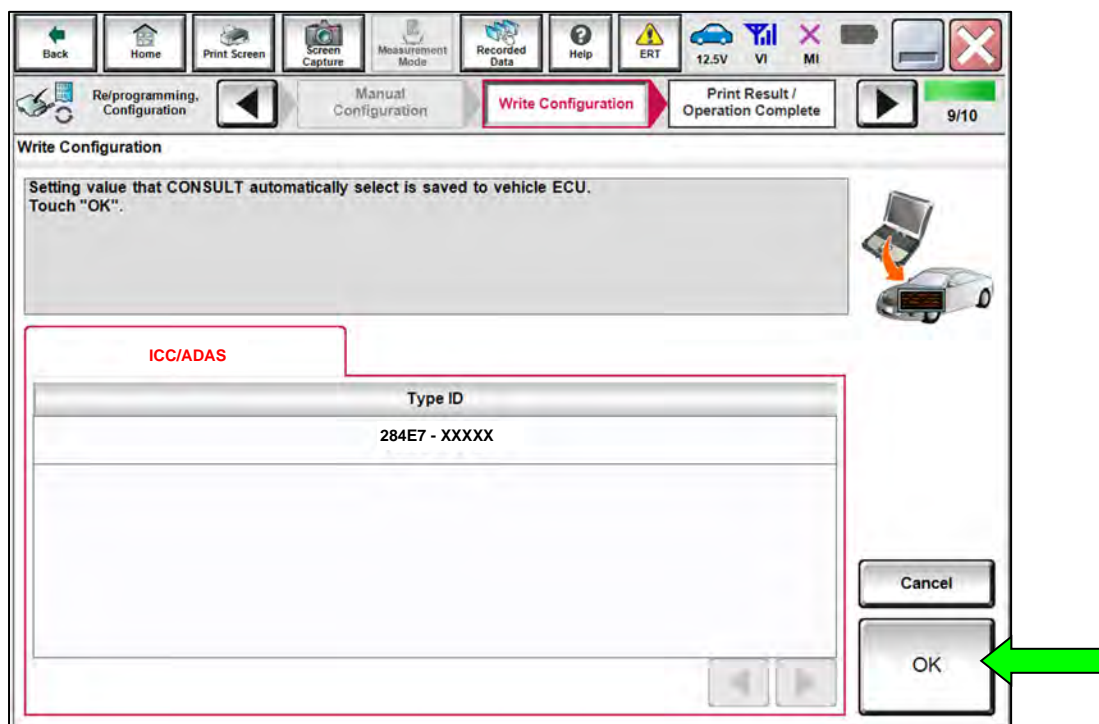 Back
Home
Print Screen
Screen
Capture
Measurement
Mode
Recorded
Data
Help
ERT
12.5V
VI
MI
Re/programming,
Configuration
Manual
Configuration
Write Configuration
Print Result /
Operation Complete
9/10
Write Configuration
Setting value that CONSULT automatically select is saved to vehicle ECU.
Touch "OK".
ICC/ADAS
Type ID
284E7 - XXXXX
Cancel
OK